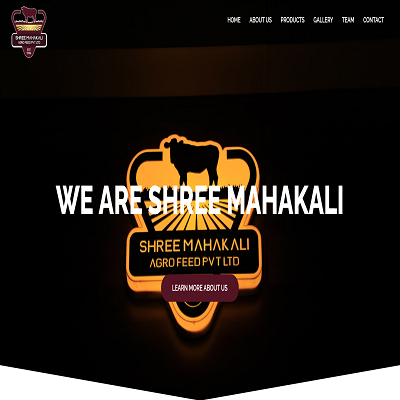 SHREE MAHAKALI
AGRO FEED PVT LTD
HOME ABOUT US PRODUCTS GALLERY TEAM CONTACT
WE ARE SHREE MAHAKALI
SHREE MAHAKALI
AGRO FEED PVT LTD
LEARN MORE ABOUT US